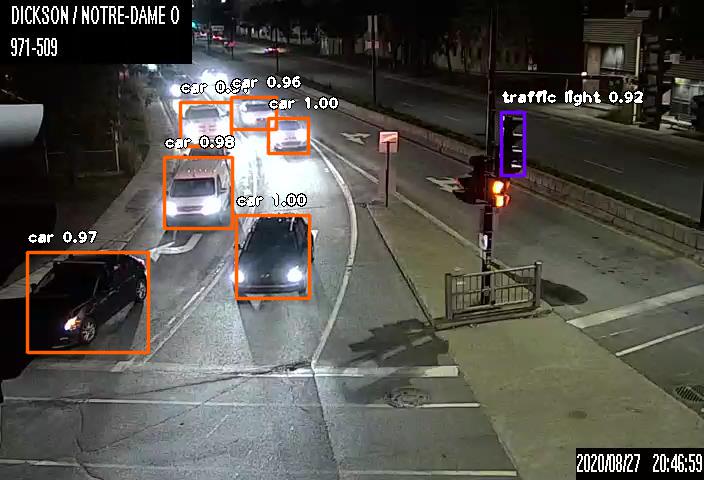 DICKSON / NOTRE-DAME O
971-509
car 0.96
car 1.00
traffic light 0.92
car 0.98
car 1.00
car 0.97
2020/08/27 20:46:59